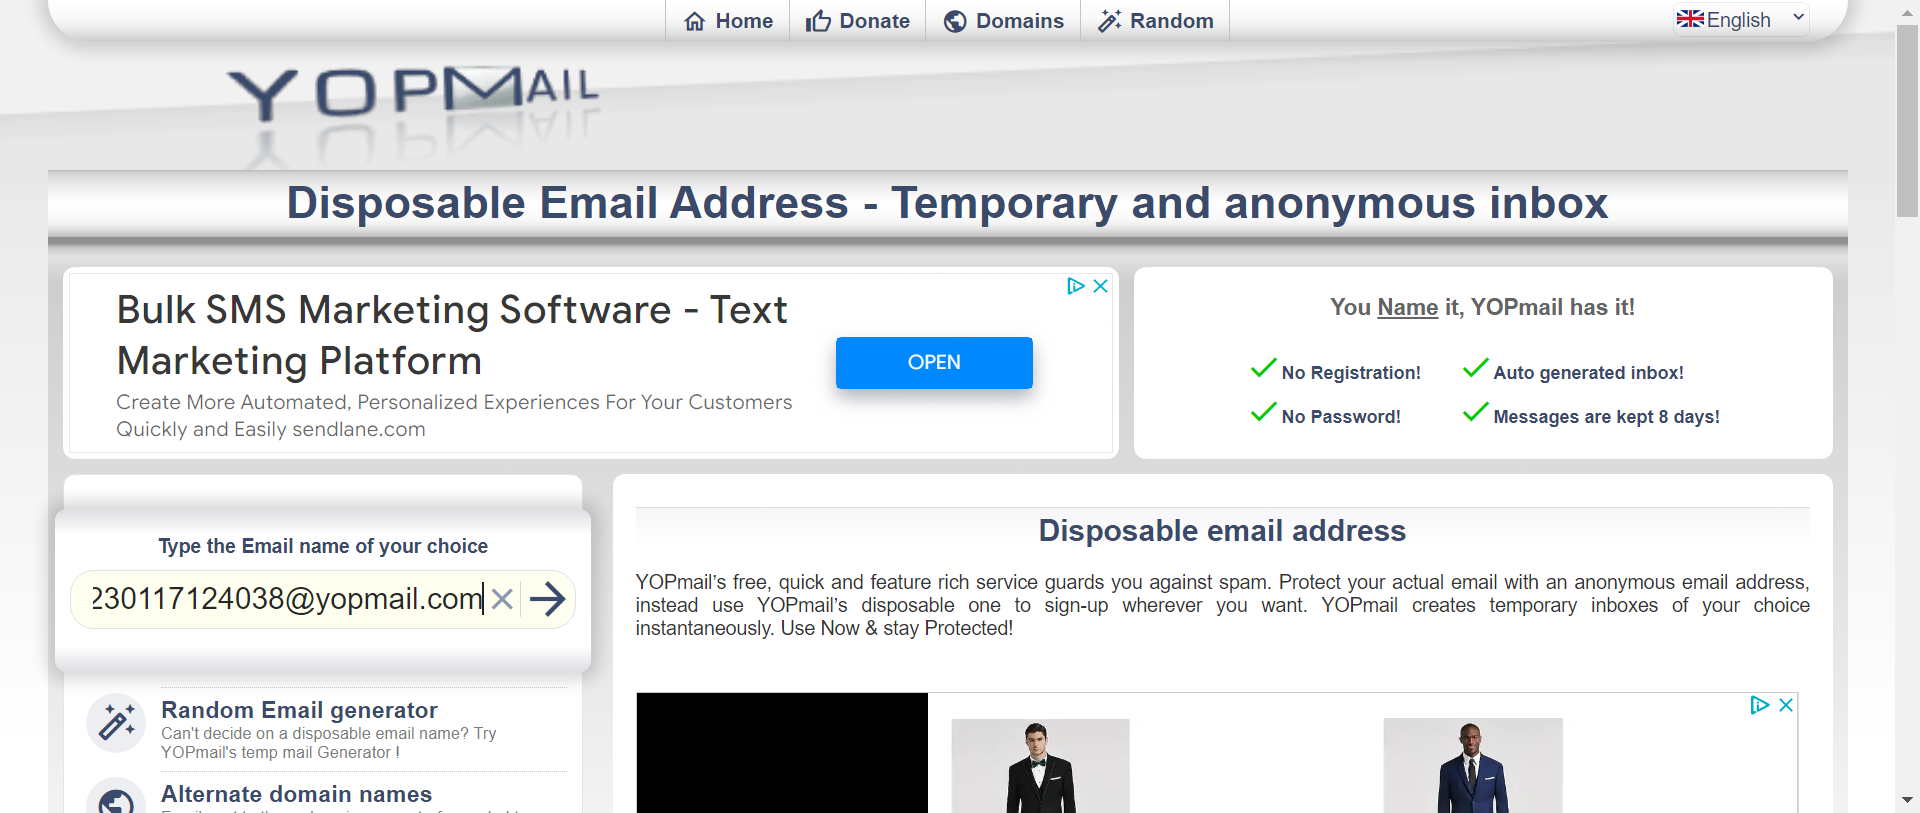 Home
Donate
Domains
Random
English
YOPMAIL
Disposable Email Address - Temporary and anonymous inbox
Bulk SMS Marketing Software - Text
Marketing Platform
Create More Automated, Personalized Experiences For Your Customers
Quickly and Easily sendlane.com
OPEN
You Name it, YOPmail has it!
No Registration!
Auto generated inbox!
No Password!
Messages are kept 8 days!
Type the Email name of your choice
230117124038@yopmail.com
Random Email generator
Can't decide on a disposable email name? Try
YOPmail's temp mail Generator !
Alternate domain names
Disposable email address
YOPmail’s free, quick and feature rich service guards you against spam. Protect your actual email with an anonymous email address,
instead use YOPmail’s disposable one to sign-up wherever you want. YOPmail creates temporary inboxes of your choice
instantaneously. Use Now & stay Protected!